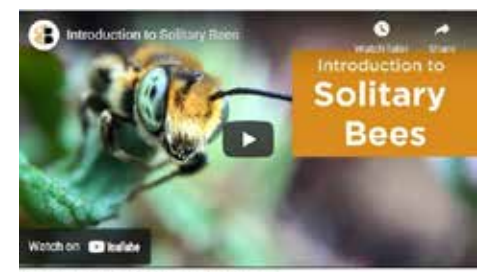 Introduction to Solitary Bees
Watch later
Share
Introduction to
Solitary
Bees
Watch on YouTube